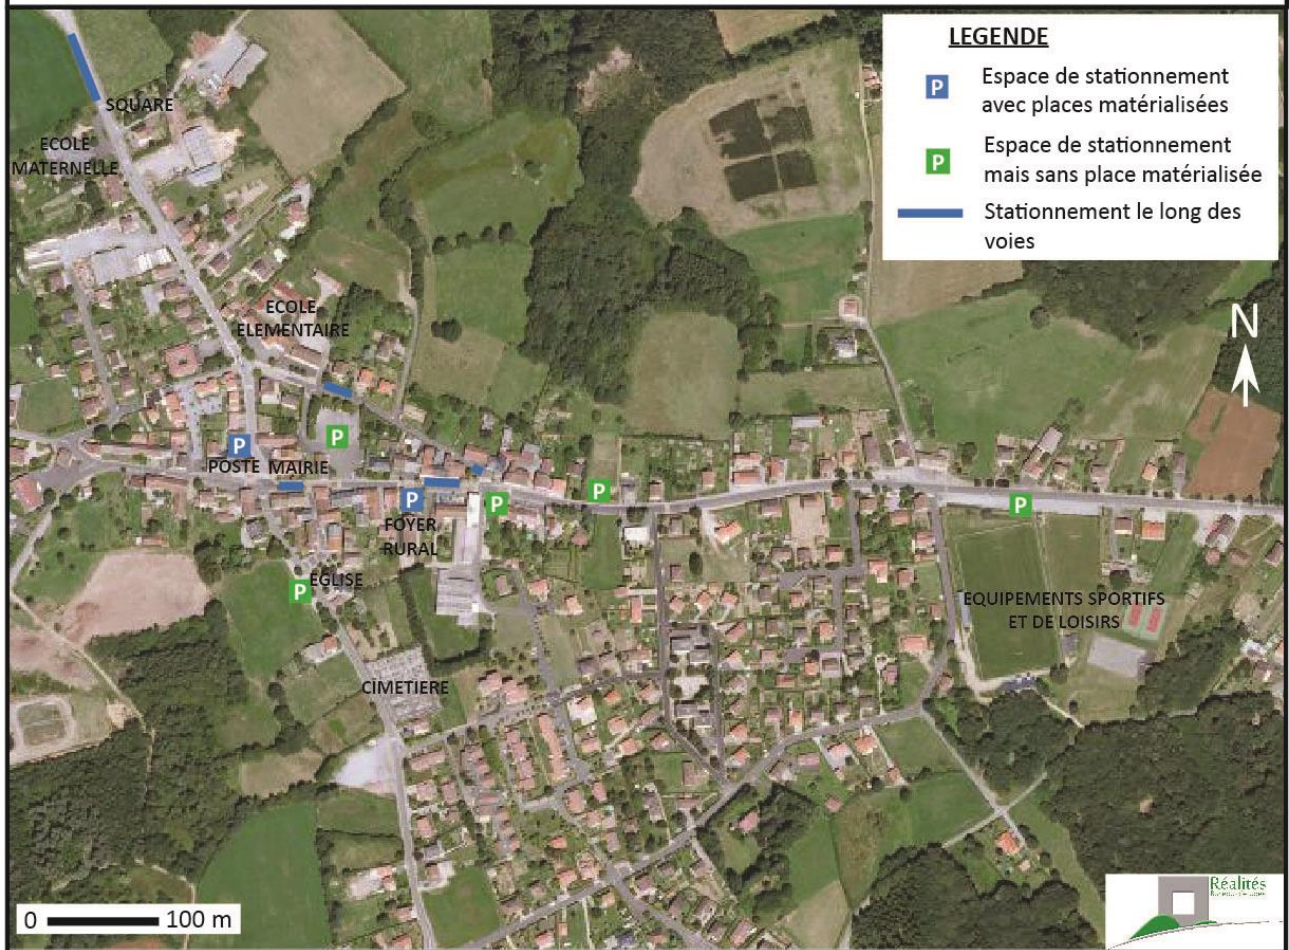 LEGENDE
P
Espace de stationnement
avec places matérialisées
P
Espace de stationnement
mais sans place matérialisée
Stationnement le long des
voies
SQUARE
ECOLE
MATERNELLE
ECOLE
ELEMENTAIRE
N
P
P
POSTE
MAIRIE
P
P
P
P
FOYER
RURAL
P
EGLISE
EQUIPEMENTS SPORTIFS
ET DE LOISIRS
CIMETIERE
Réalités
0
100 m